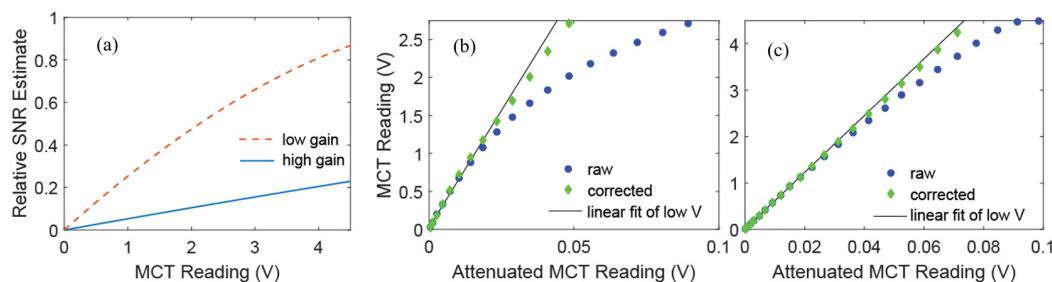 (a)
Relative SNR Estimate
1
0.8
0.6
0.4
0.2
0
low gain
high gain
0 1 2 3 4
MCT Reading (V)
(b)
MCT Reading (V)
2.5
2
1.5
1
0.5
0
raw
corrected
linear fit of low V
0 0.05 0.1
Attenuated MCT Reading (V)
(c)
4
3
2
1
0
raw
corrected
linear fit of low V
0 0.02 0.04 0.06 0.08 0.1
Attenuated MCT Reading (V)